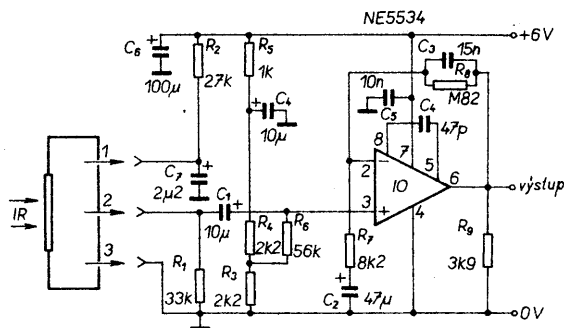 NE5534
+6V
C6
100µ
R2
27k
R5
1k
C3
15n
R8
M82
10n
C5
C4
47p
C4
10µ
8
7
5
1
2
3
IR
C7
2µ2
C1
10µ
2
3
IO
6
4
výstup
R1
33k
R4
2k2
R6
56k
R3
2k2
R7
8k2
C2
47µ
R9
3k9
0V
+
+
+
+
+
−
+